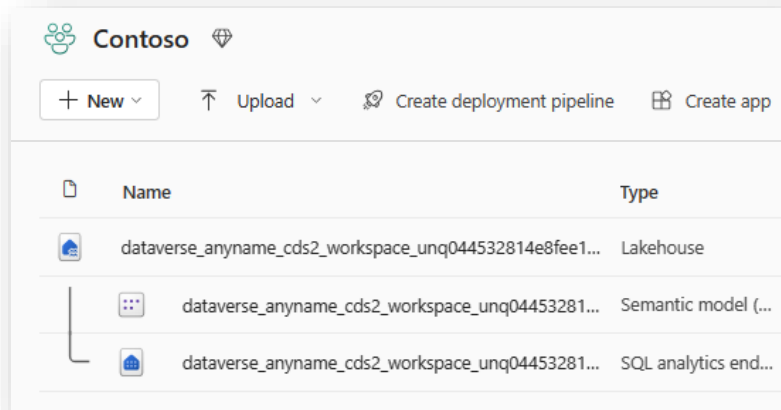 Contoso
New Upload Create deployment pipeline Create app
Name Type
dataverse_anyname_cds2_workspace_unq044532814e8fee1... Lakehouse
dataverse_anyname_cds2_workspace_unq04453281... Semantic model (...
dataverse_anyname_cds2_workspace_unq04453281... SQL analytics end...